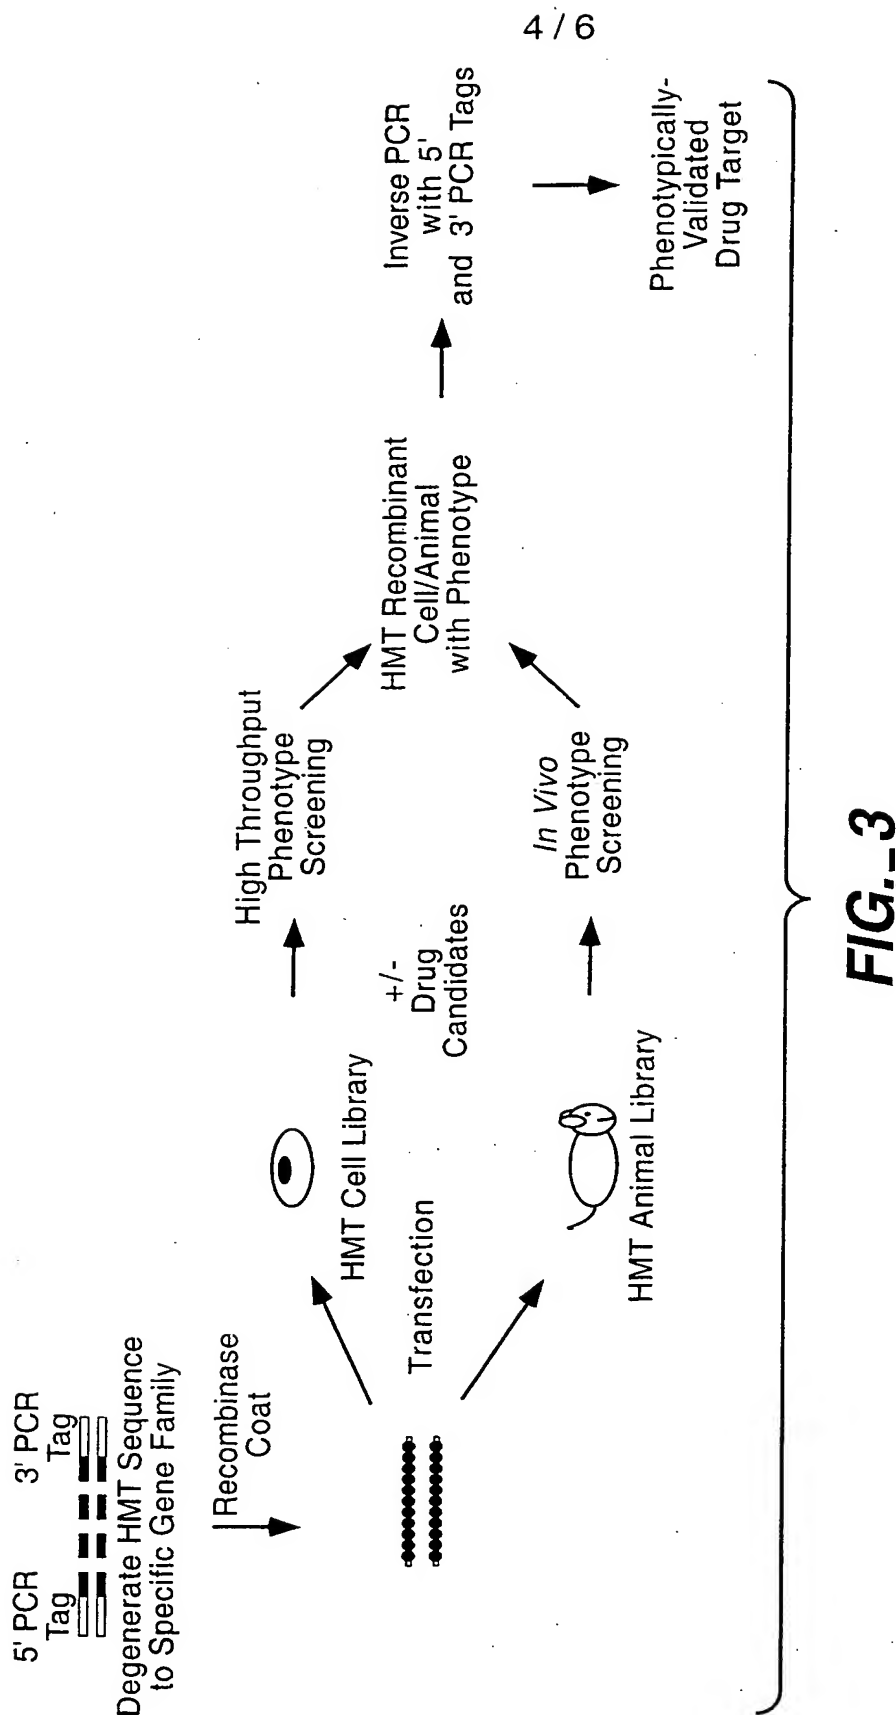 4 / 6
5' PCR
Tag
3' PCR
Tag
Degenerate HMT Sequence
to Specific Gene Family
Recombinase
Coat
Transfection
HMT Cell Library
HMT Animal Library
+/-
Drug
Candidates
High Throughput
Phenotype
Screening
In Vivo
Phenotype
Screening
HMT Recombinant
Cell/Animal
with Phenotype
Inverse PCR
with 5'
and 3' PCR Tags
Phenotypically-
Validated
Drug Target
FIG._3